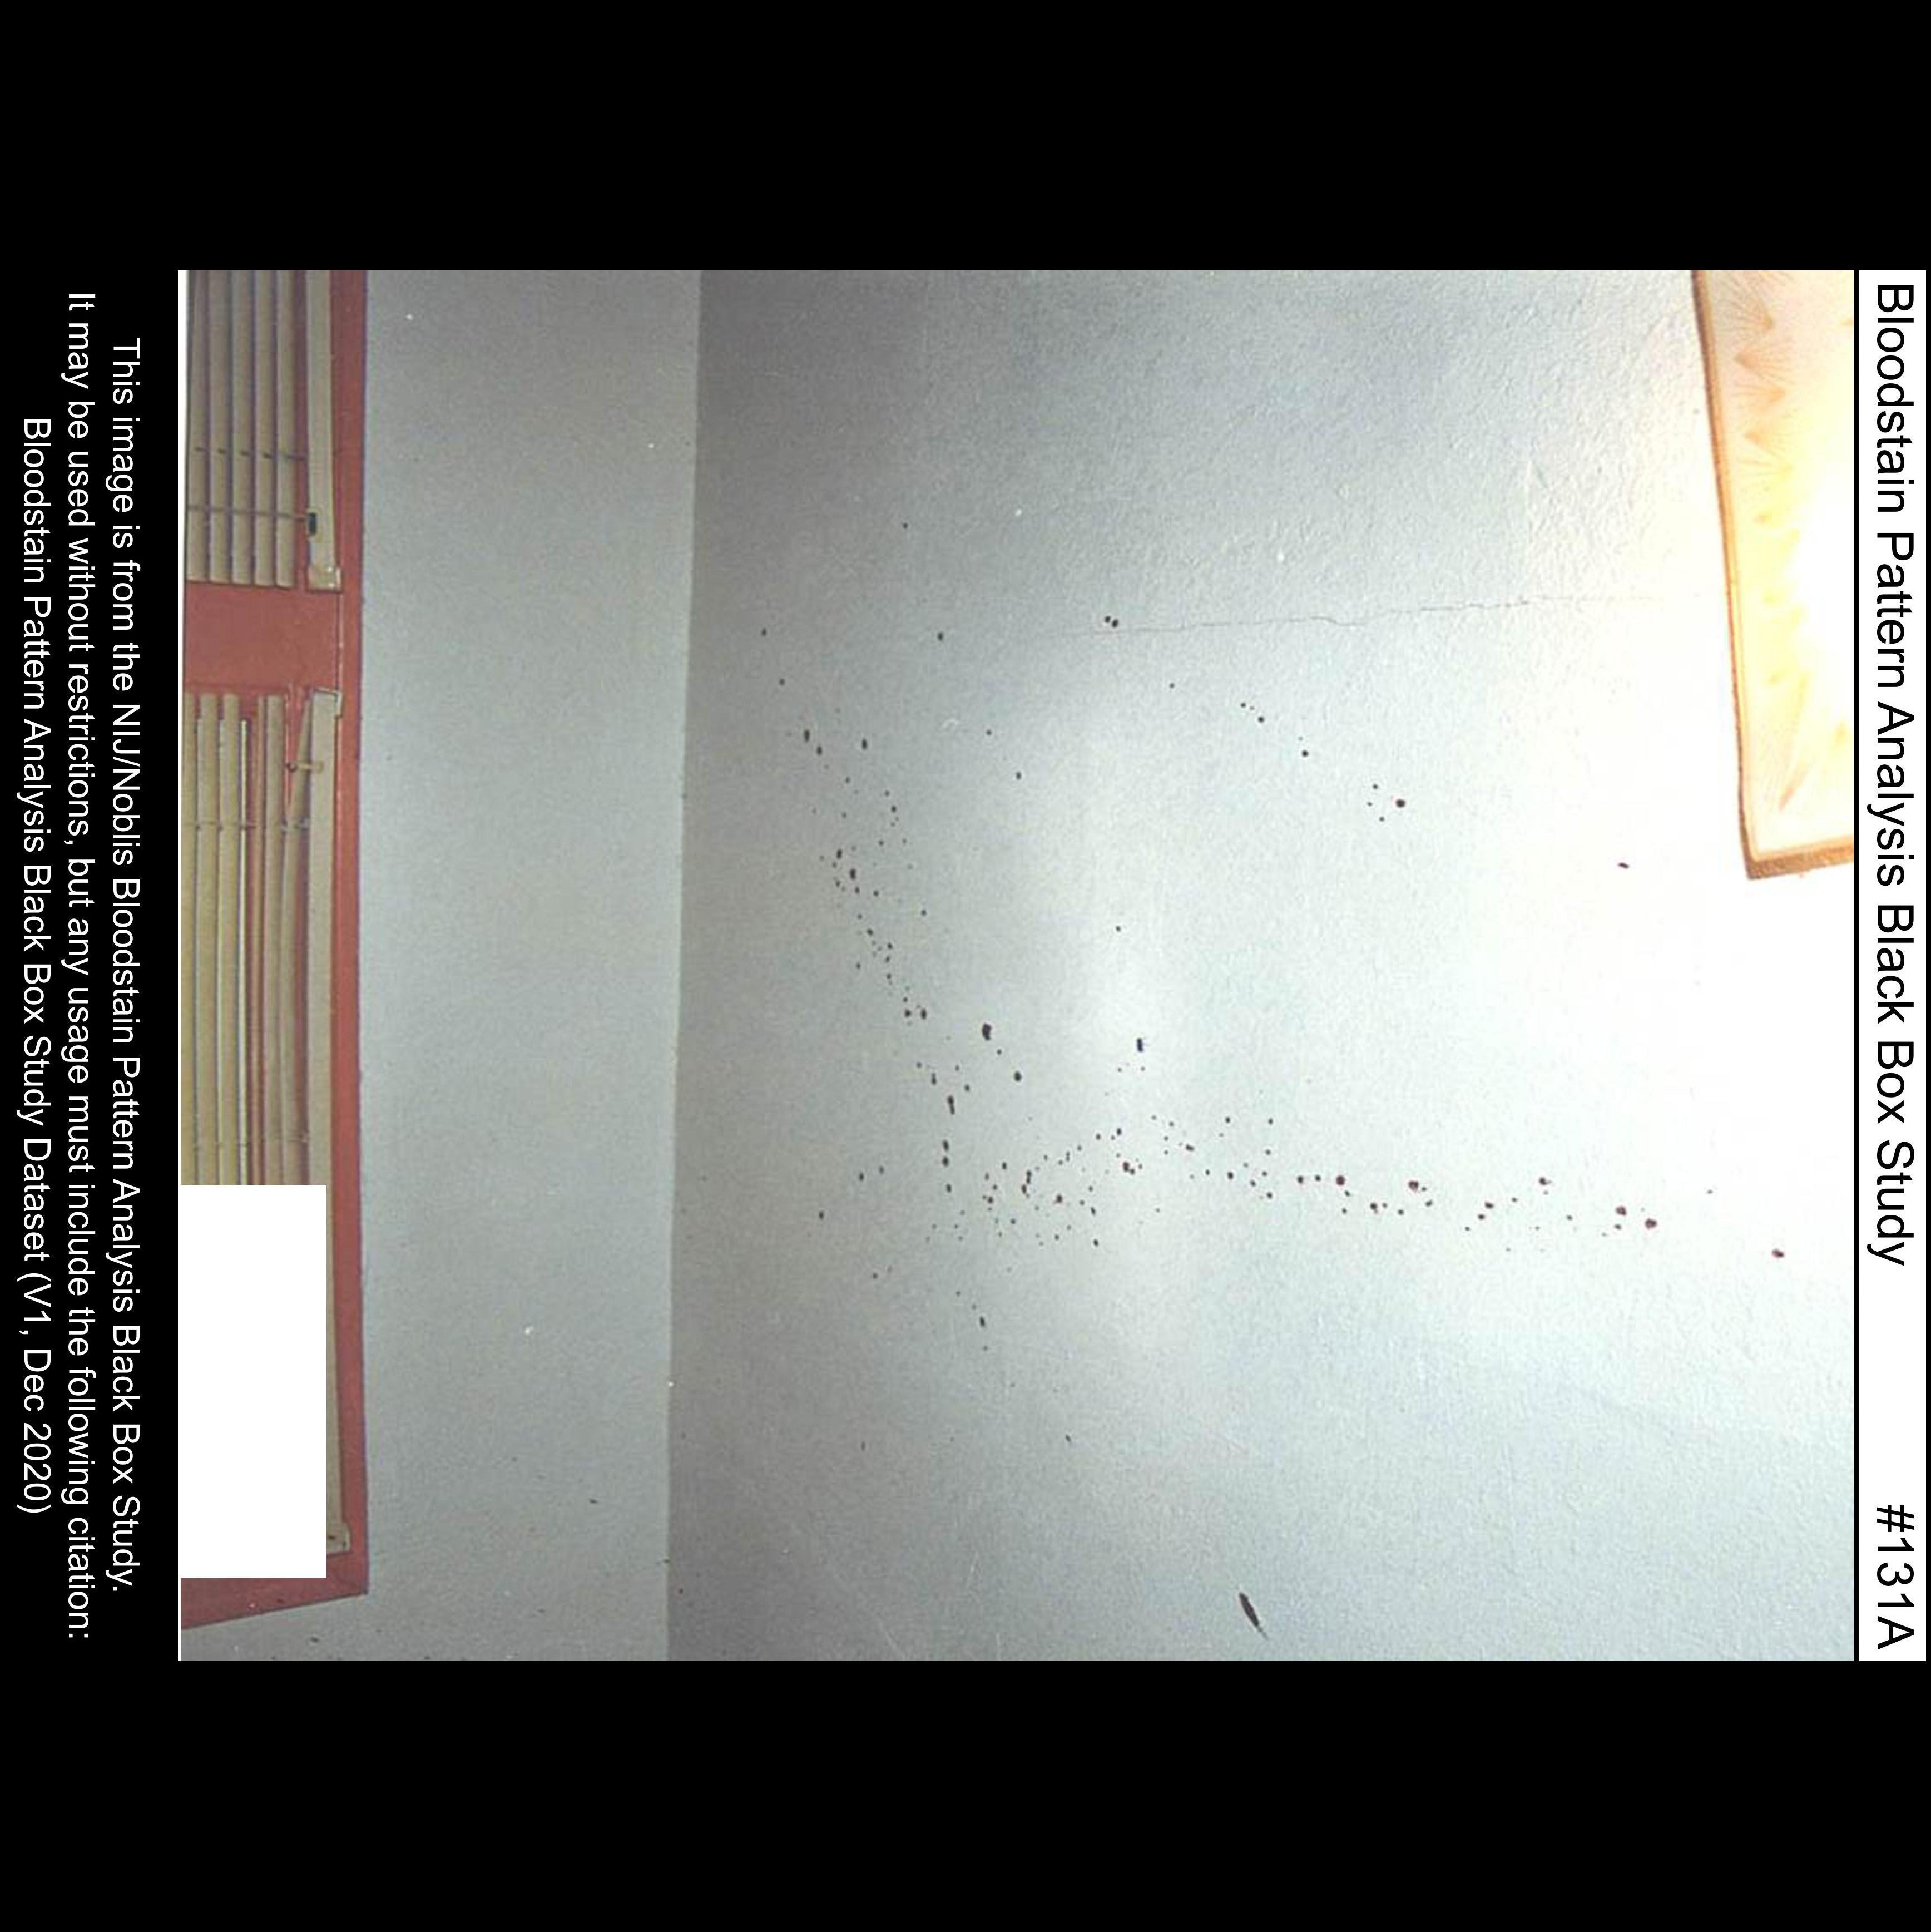 Bloodstain Pattern Analysis Black Box Study #131A
This image is from the NIJ/Noblis Bloodstain Pattern Analysis Black Box Study.
It may be used without restrictions, but any usage must include the following citation:
Bloodstain Pattern Analysis Black Box Study Dataset (V1, Dec 2020)